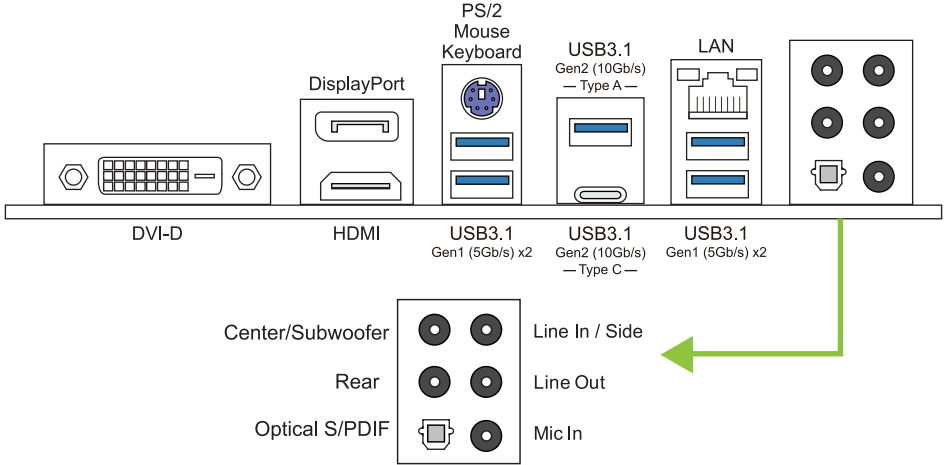 PS/2
Mouse
Keyboard
USB3.1
Gen2 (10Gb/s)
— Type A —
LAN
DisplayPort
DVI-D
HDMI
USB3.1
Gen1 (5Gb/s) x2
USB3.1
Gen2 (10Gb/s)
— Type C —
USB3.1
Gen1 (5Gb/s) x2
Center/Subwoofer
Line In / Side
Rear
Line Out
Optical S/PDIF
Mic In